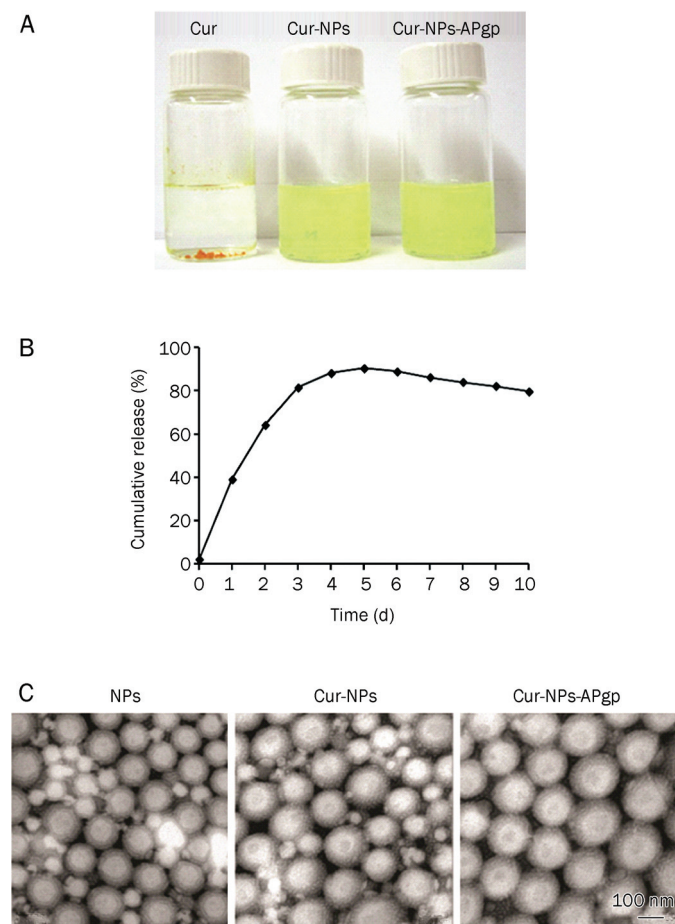 A
Cur Cur-NPs Cur-NPs-APgp
B
Cumulative release (%)
100
80
60
40
20
0
0 1 2 3 4 5 6 7 8 9 10
Time (d)
C
NPs Cur-NPs Cur-NPs-APgp
100 nm